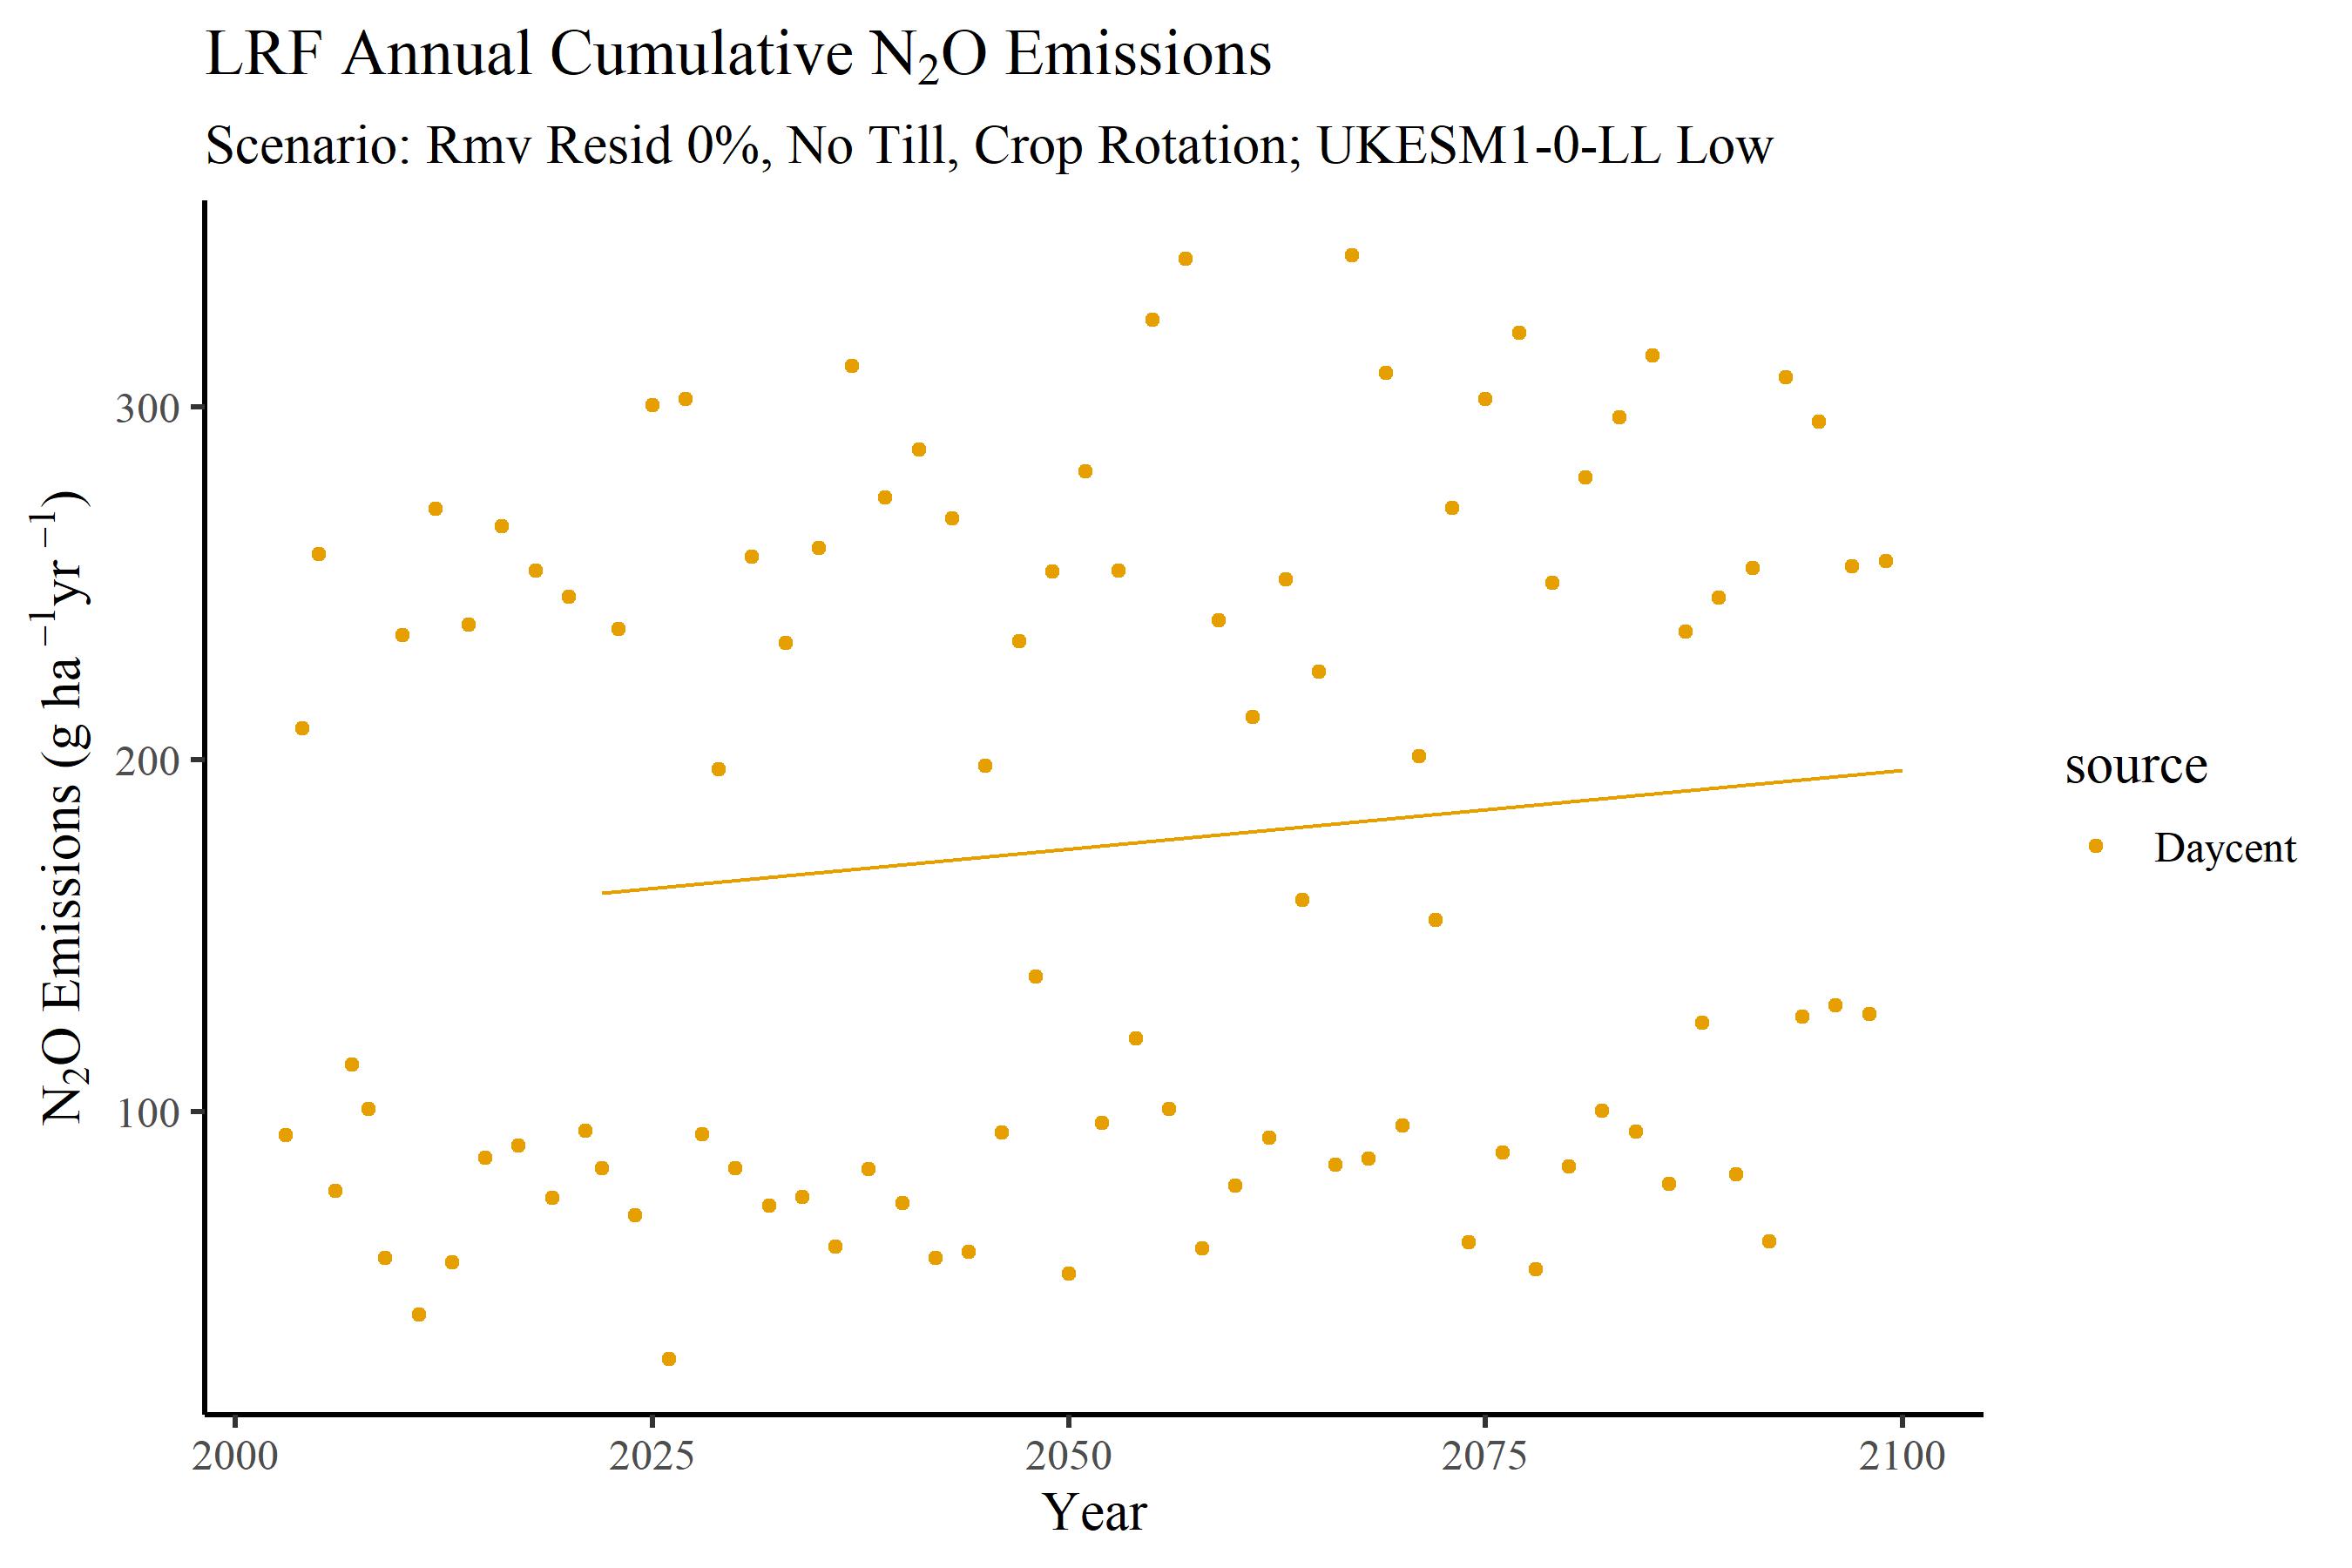 LRF Annual Cumulative N₂O Emissions
Scenario: Rmv Resid 0%, No Till, Crop Rotation; UKESM1-0-LL Low
N₂O Emissions (g ha ⁻¹yr ⁻¹)
300
200
100
2000
2025
2050
2075
2100
Year
source
Daycent